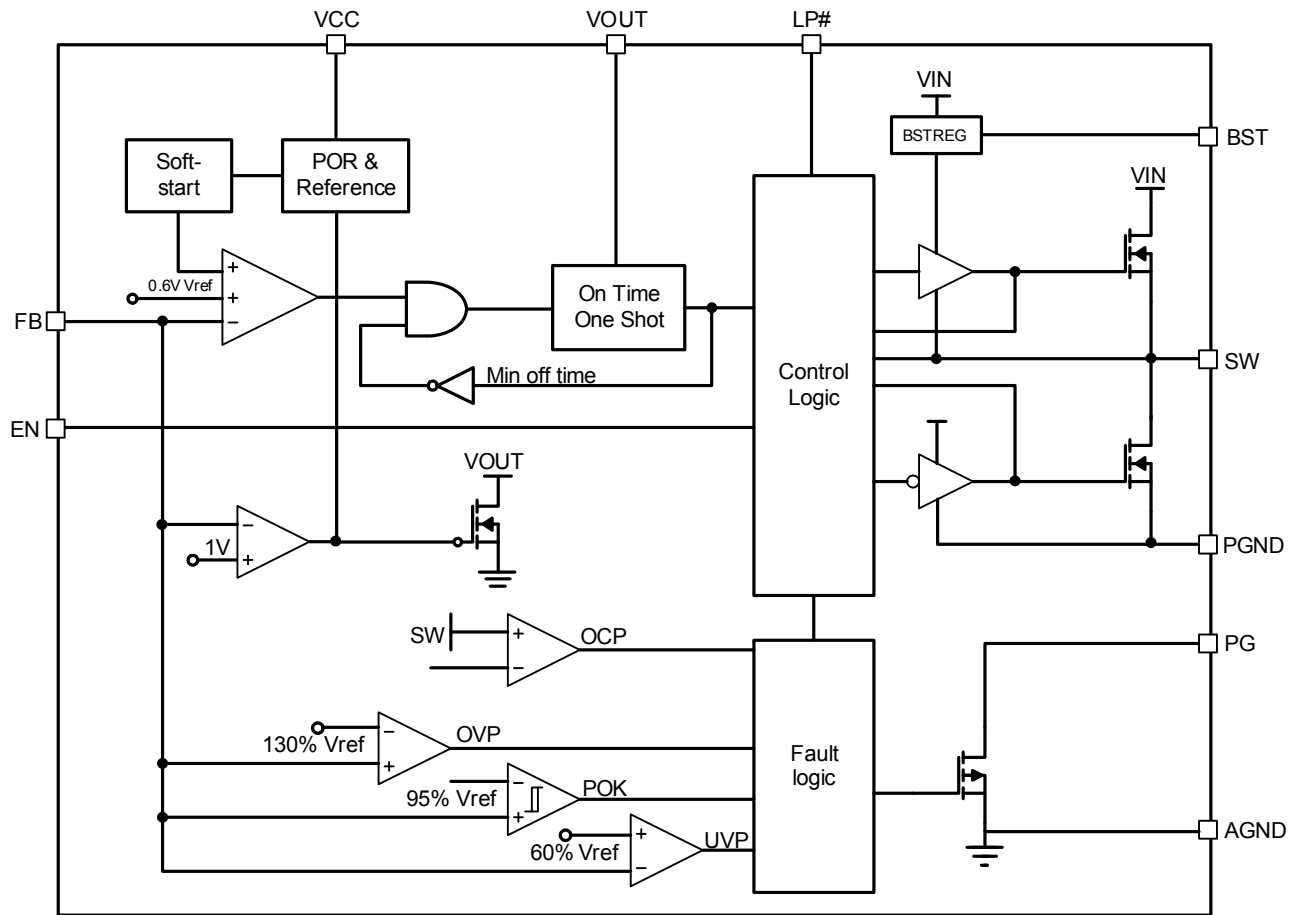 VCC
VOUT
LP#
VIN
BSTREG
BST
Soft-
start
POR &
Reference
VIN
+
0.6V Vref
+
−
FB
On Time
One Shot
Min off time
Control
Logic
SW
EN
VOUT
−
1V
+
PGND
SW
+
−
OCP
PG
−
130% Vref
+
OVP
Fault
logic
−
95% Vref
+
POK
+
60% Vref
−
UVP
AGND